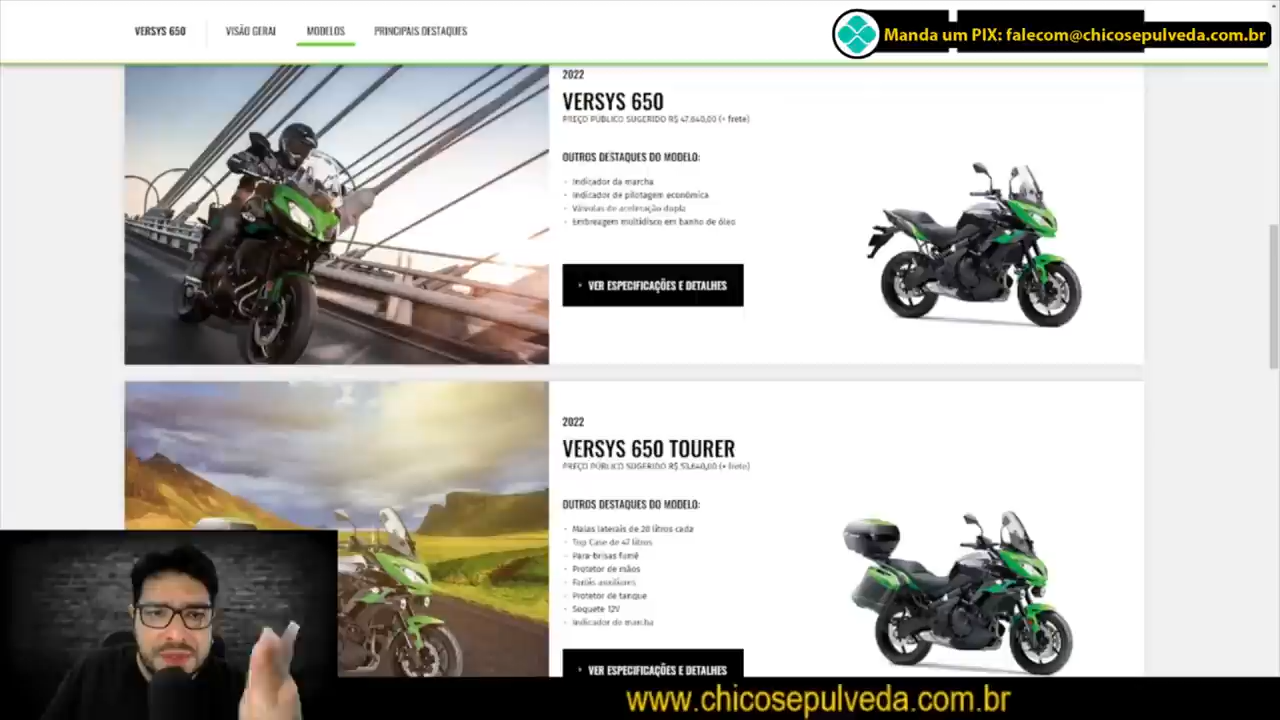 VERSYS 650
VISÃO GERAL
MODELOS
PRINCIPAIS DESTAQUES
Manda um PIX: falecom@chicosepulveda.com.br
2022
VERSYS 650
PREÇO PÚBLICO SUGERIDO R$ 47.640,00 (+ frete)
OUTROS DESTAQUES DO MODELO:
· Indicador da marcha
· Indicador de pilotagem econômica
· Válvulas de aceleração dupla
· Embreagem multidisco em banho de óleo
VER ESPECIFICAÇÕES E DETALHES
2022
VERSYS 650 TOURER
PREÇO PÚBLICO SUGERIDO R$ 53.640,00 (+ frete)
OUTROS DESTAQUES DO MODELO:
· Malas laterais de 28 litros cada
· Top Case de 47 litros
· Para-brisas fumê
· Protetor de mãos
· Faróis auxiliares
· Protetor de tanque
· Soquete 12V
· Indicador de marcha
VER ESPECIFICAÇÕES E DETALHES
www.chicosepulveda.com.br